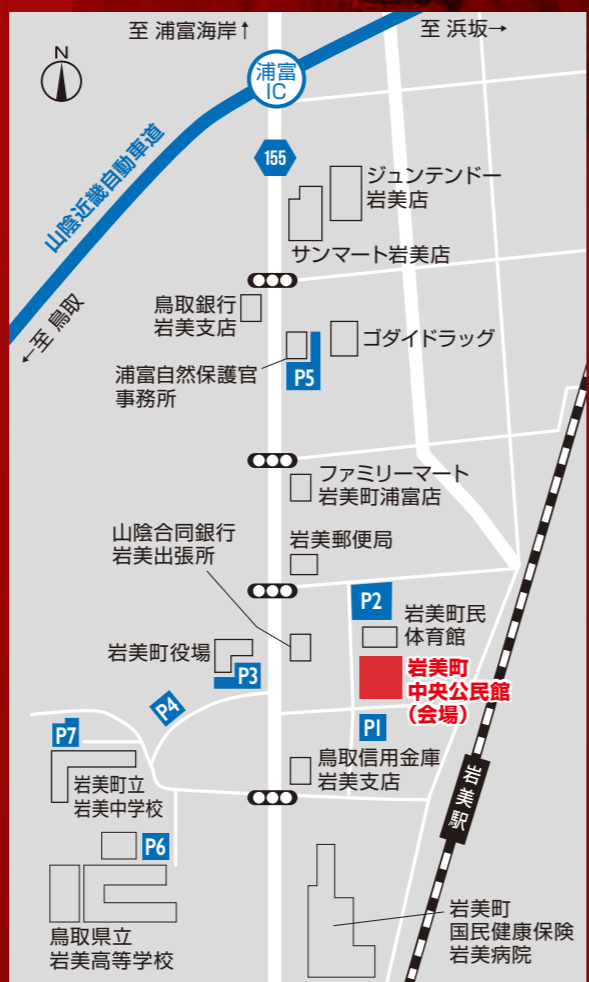 至 浦富海岸↑
至 浜坂→
N
浦富
IC
山陰近畿自動車道
155
ジュンテンドー
岩美店
サンマート岩美店
←至 鳥取
鳥取銀行
岩美支店
ゴダイドラッグ
浦富自然保護官
事務所
P5
ファミリーマート
岩美町浦富店
山陰合同銀行
岩美出張所
岩美郵便局
P2
岩美町民
体育館
岩美町役場
P3
岩美町
中央公民館
(会場)
P4
P1
P7
鳥取信用金庫
岩美支店
岩美町立
岩美中学校
岩美駅
P6
鳥取県立
岩美高等学校
岩美町
国民健康保険
岩美病院